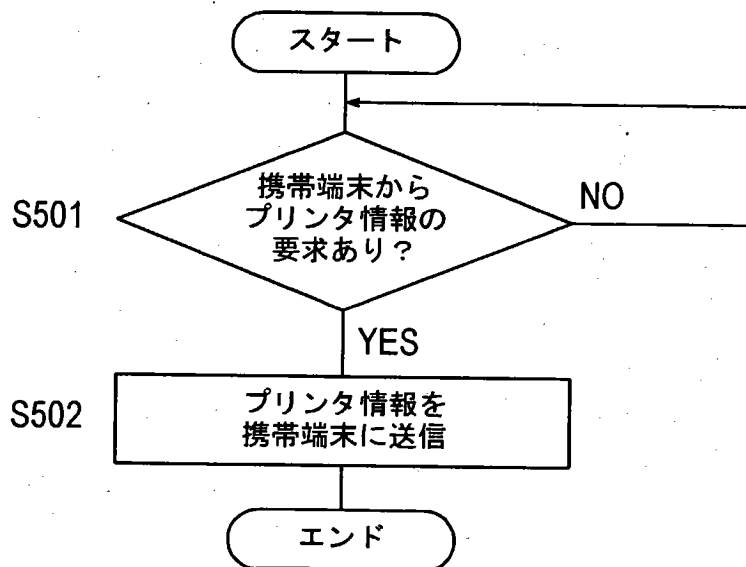 スタート
S501
携帯端末から
プリンタ情報の
要求あり？
NO
YES
S502
プリンタ情報を
携帯端末に送信
エンド